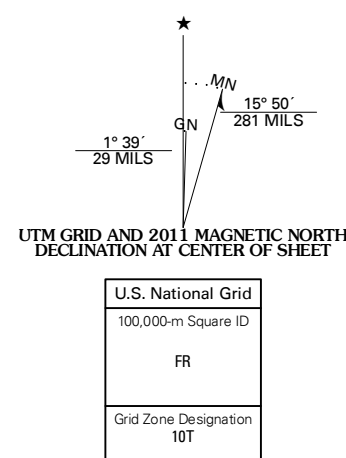 ★
MN
15° 50´
281 MILS
GN
1° 39´
29 MILS
UTM GRID AND 2011 MAGNETIC NORTH
DECLINATION AT CENTER OF SHEET
U.S. National Grid
100,000-m Square ID
FR
Grid Zone Designation
10T